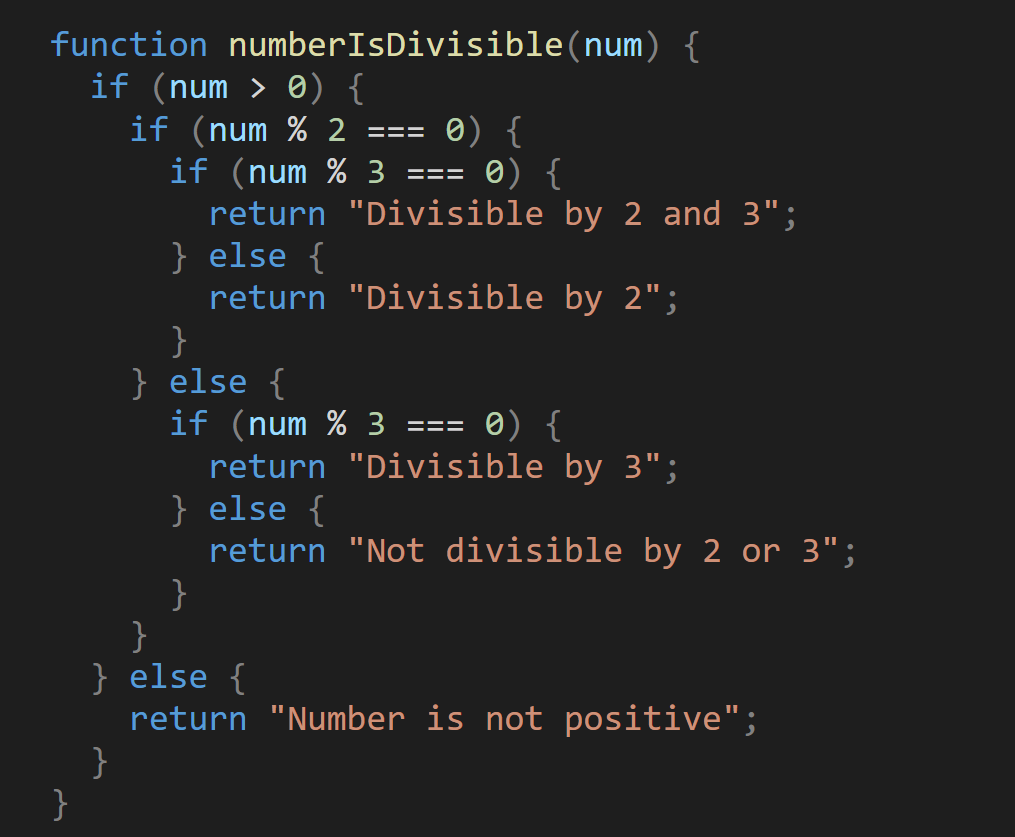 function numberIsDivisible(num) {
  if (num > 0) {
    if (num % 2 === 0) {
      if (num % 3 === 0) {
        return "Divisible by 2 and 3";
      } else {
        return "Divisible by 2";
      }
    } else {
      if (num % 3 === 0) {
        return "Divisible by 3";
      } else {
        return "Not divisible by 2 or 3";
      }
    }
  } else {
    return "Number is not positive";
  }
}